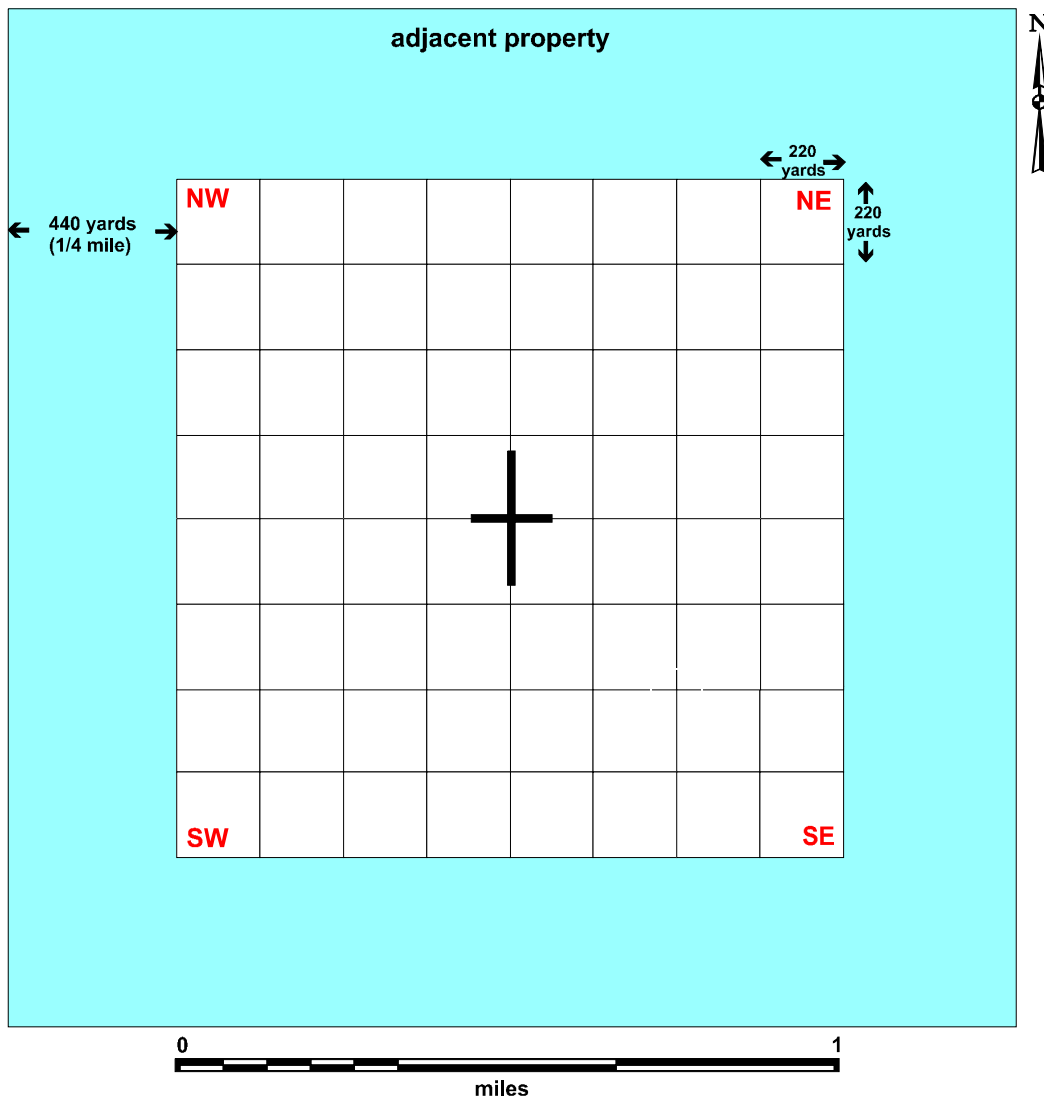 adjacent property
N
220
yards
NW
NE
440 yards
(1/4 mile)
220
yards
SW
SE
0
1
miles